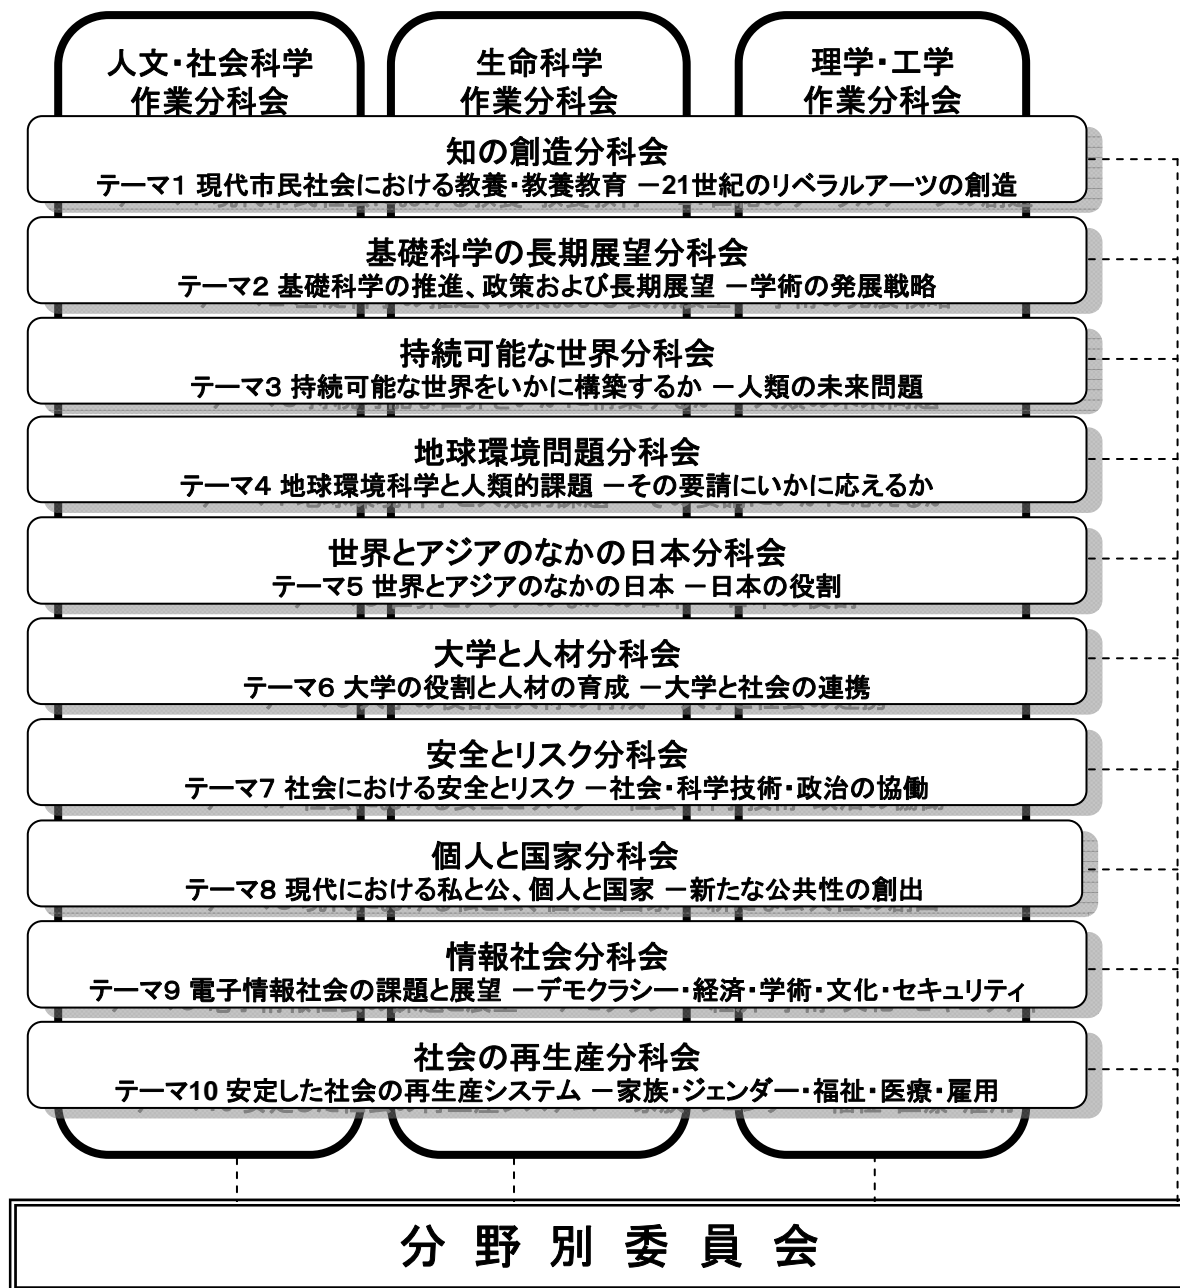 人文・社会科学
作業分科会
生命科学
作業分科会
理学・工学
作業分科会
知の創造分科会
テーマ1 現代市民社会における教養・教養教育 －21世紀のリベラルアーツの創造
基礎科学の長期展望分科会
テーマ2 基礎科学の推進、政策および長期展望 －学術の発展戦略
持続可能な世界分科会
テーマ3 持続可能な世界をいかに構築するか －人類の未来問題
地球環境問題分科会
テーマ4 地球環境科学と人類的課題 －その要請にいかに応えるか
世界とアジアのなかの日本分科会
テーマ5 世界とアジアのなかの日本 －日本の役割
大学と人材分科会
テーマ6 大学の役割と人材の育成 －大学と社会の連携
安全とリスク分科会
テーマ7 社会における安全とリスク －社会・科学技術・政治の協働
個人と国家分科会
テーマ8 現代における私と公、個人と国家 －新たな公共性の創出
情報社会分科会
テーマ9 電子情報社会の課題と展望 －デモクラシー・経済・学術・文化・セキュリティ
社会の再生産分科会
テーマ10 安定した社会の再生産システム －家族・ジェンダー・福祉・医療・雇用
分 野 別 委 員 会